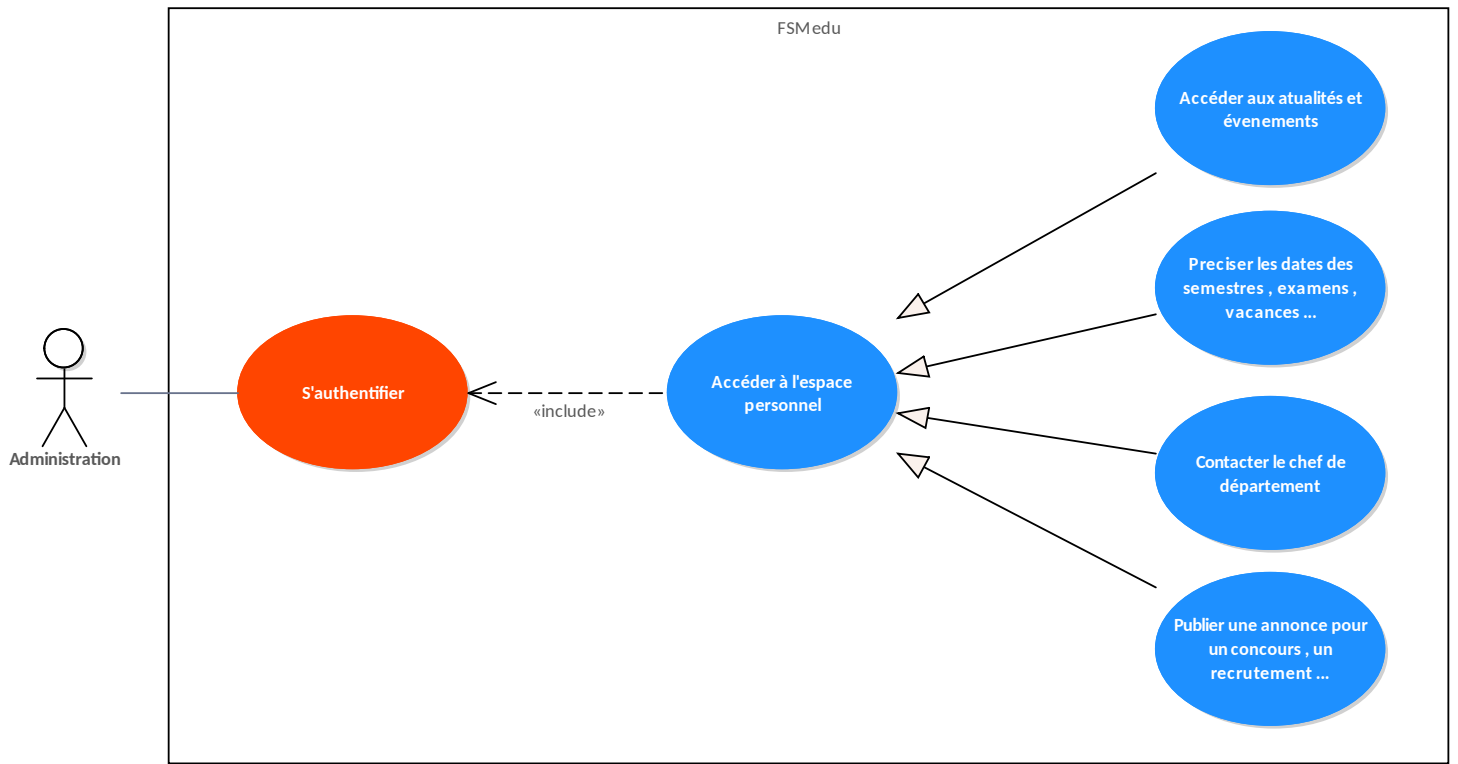 FSMedu
Accéder aux atualités et
évenements
Preciser les dates des
semestres , examens ,
vacances ...
Administration
S'authentifier
«include»
Accéder à l'espace
personnel
Contacter le chef de
département
Publier une annonce pour
un concours , un
recrutement ...